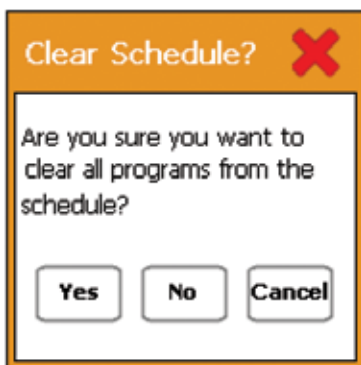 Clear Schedule?
Are you sure you want to
clear all programs from the
schedule?
Yes No Cancel